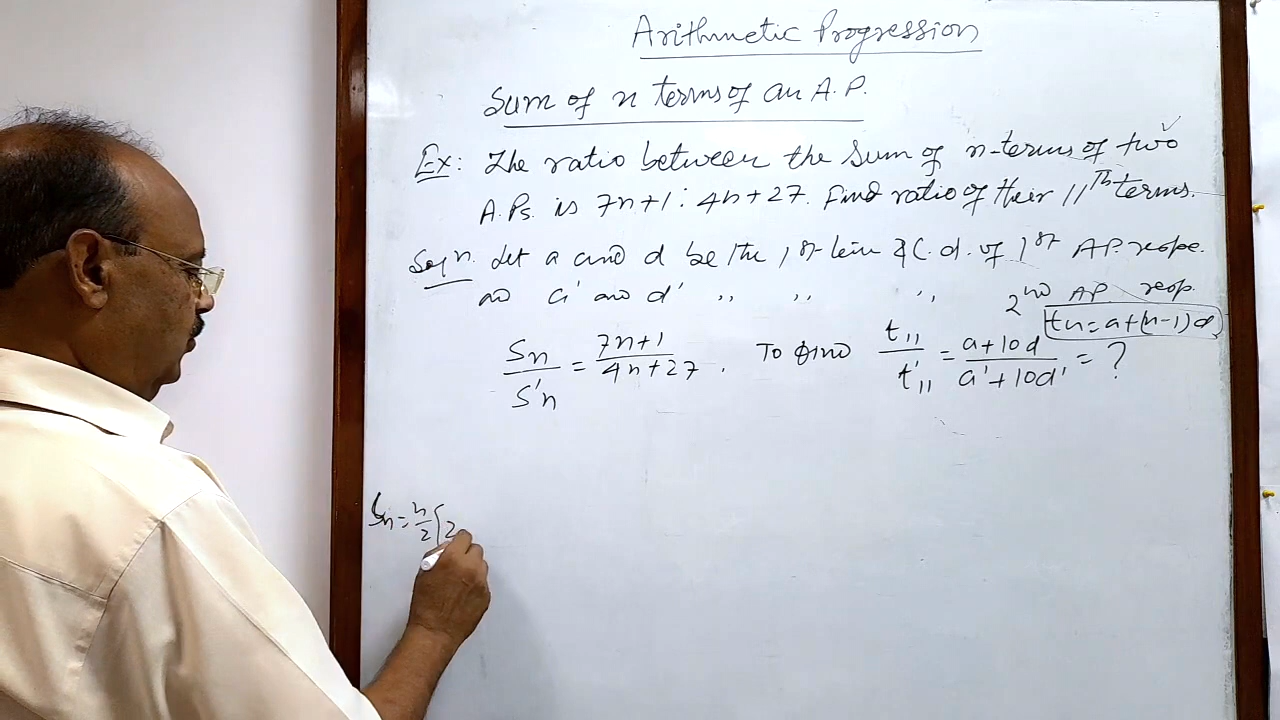 Arithmetic Progression
Sum of n terms of an A.P.
Ex: The ratio between the Sum of n-terms of two
A.Ps. is 7n+1 : 4n+27. Find ratio of their 11th terms.
Soln. Let a and d be the 1st term & C.d. of 1st AP respe.
and a' and d' ,, ,, ,, 2nd AP. resp.
tn=a+(n-1)d
Sn/S'n = 7n+1/4n+27 . To find t11/t'11 = a+10d/a'+10d' = ?
Sn = n/2 [2